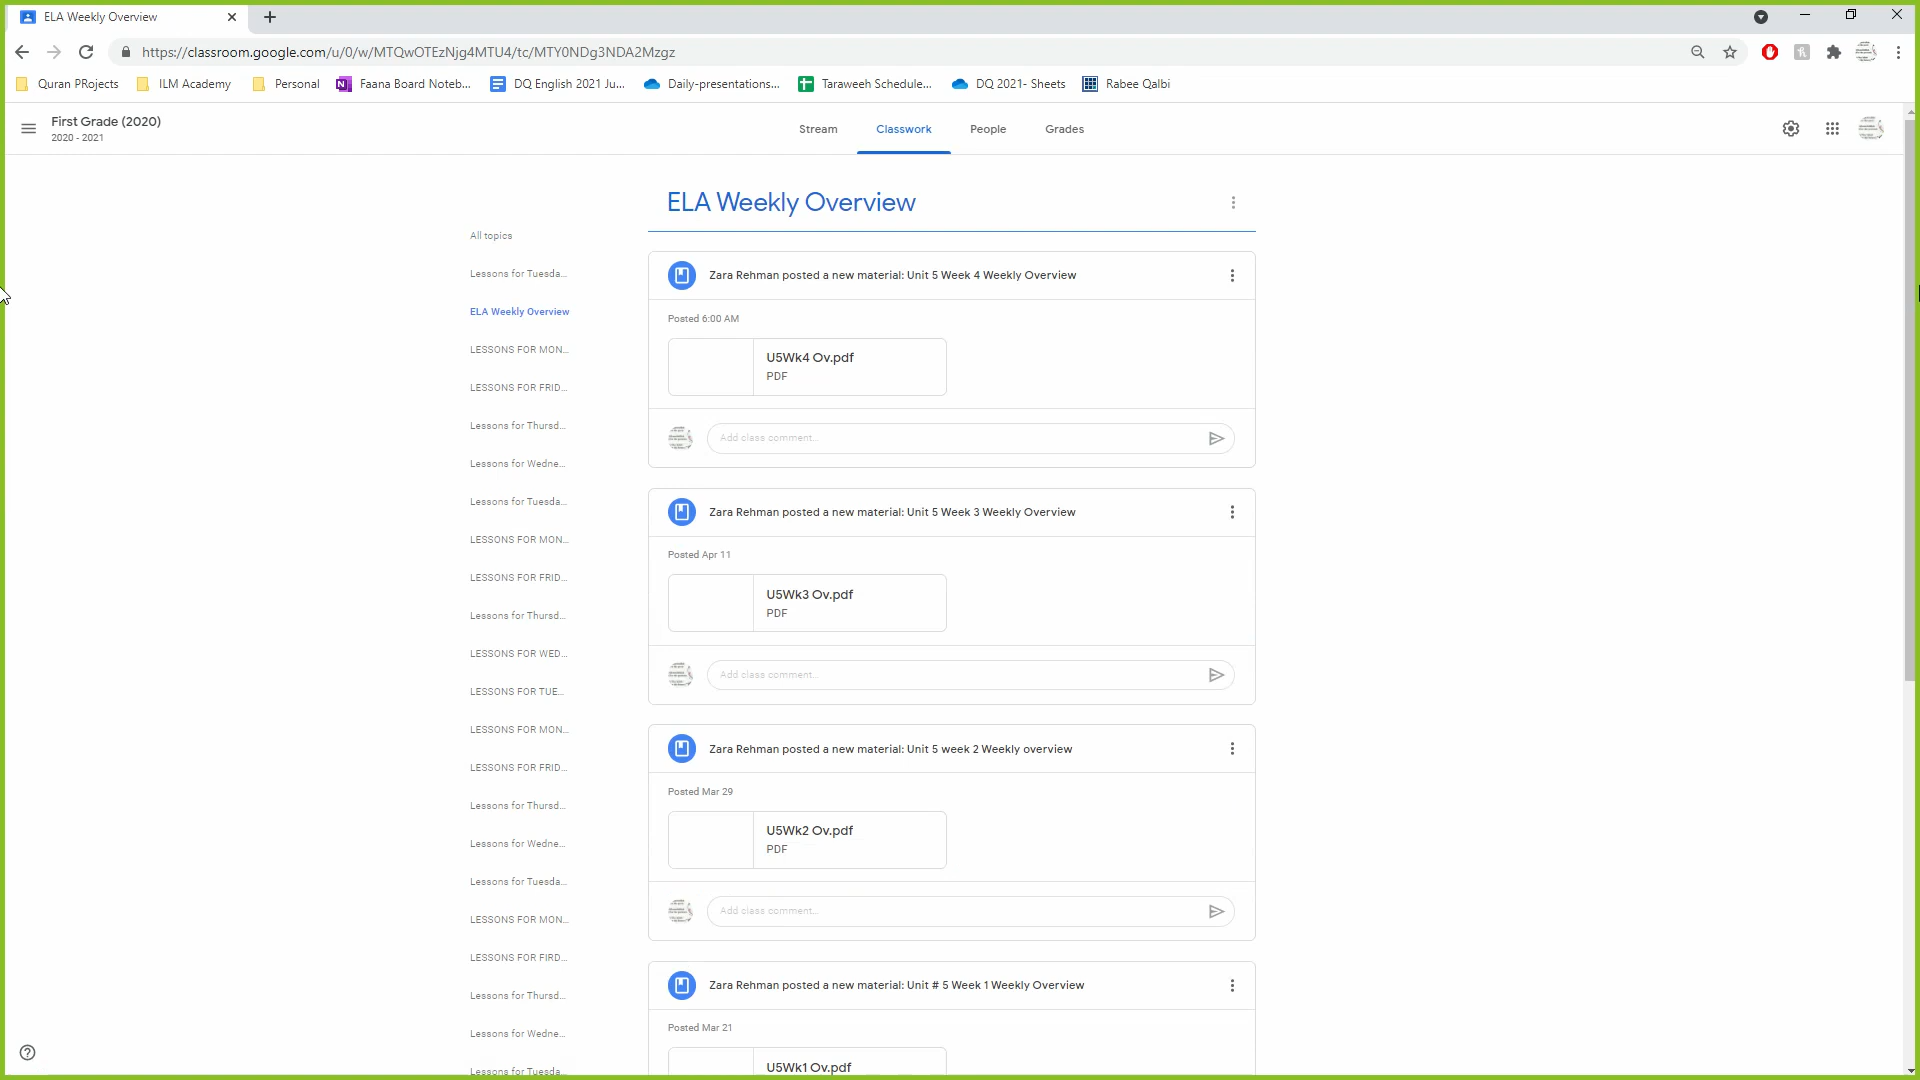 ELA Weekly Overview
https://classroom.google.com/u/0/w/MTQwOTEzNjg4MTU4/tc/MTY0NDg3NDA2Mzgz
Quran PRojects ILM Academy Personal Faana Board Noteb... DQ English 2021 Ju... Daily-presentations... Taraweeh Schedule... DQ 2021- Sheets Rabee Qalbi
First Grade (2020)
2020 - 2021
Stream Classwork People Grades
ELA Weekly Overview
All topics
Lessons for Tuesda...
ELA Weekly Overview
LESSONS FOR MON...
LESSONS FOR FRID...
Lessons for Thursd...
Lessons for Wedne...
Lessons for Tuesda...
LESSONS FOR MON...
LESSONS FOR FRID...
Lessons for Thursd...
LESSONS FOR WED...
LESSONS FOR TUE...
LESSONS FOR MON...
LESSONS FOR FRID...
Lessons for Thursd...
Lessons for Wedne...
Lessons for Tuesda...
LESSONS FOR MON...
LESSONS FOR FIRD...
Lessons for Thursd...
Lessons for Wedne...
Lessons for Tuesda...
Zara Rehman posted a new material: Unit 5 Week 4 Weekly Overview
Posted 6:00 AM
U5Wk4 Ov.pdf
PDF
Add class comment...
Zara Rehman posted a new material: Unit 5 Week 3 Weekly Overview
Posted Apr 11
U5Wk3 Ov.pdf
PDF
Add class comment...
Zara Rehman posted a new material: Unit 5 week 2 Weekly overview
Posted Mar 29
U5Wk2 Ov.pdf
PDF
Add class comment...
Zara Rehman posted a new material: Unit # 5 Week 1 Weekly Overview
Posted Mar 21
U5Wk1 Ov.pdf